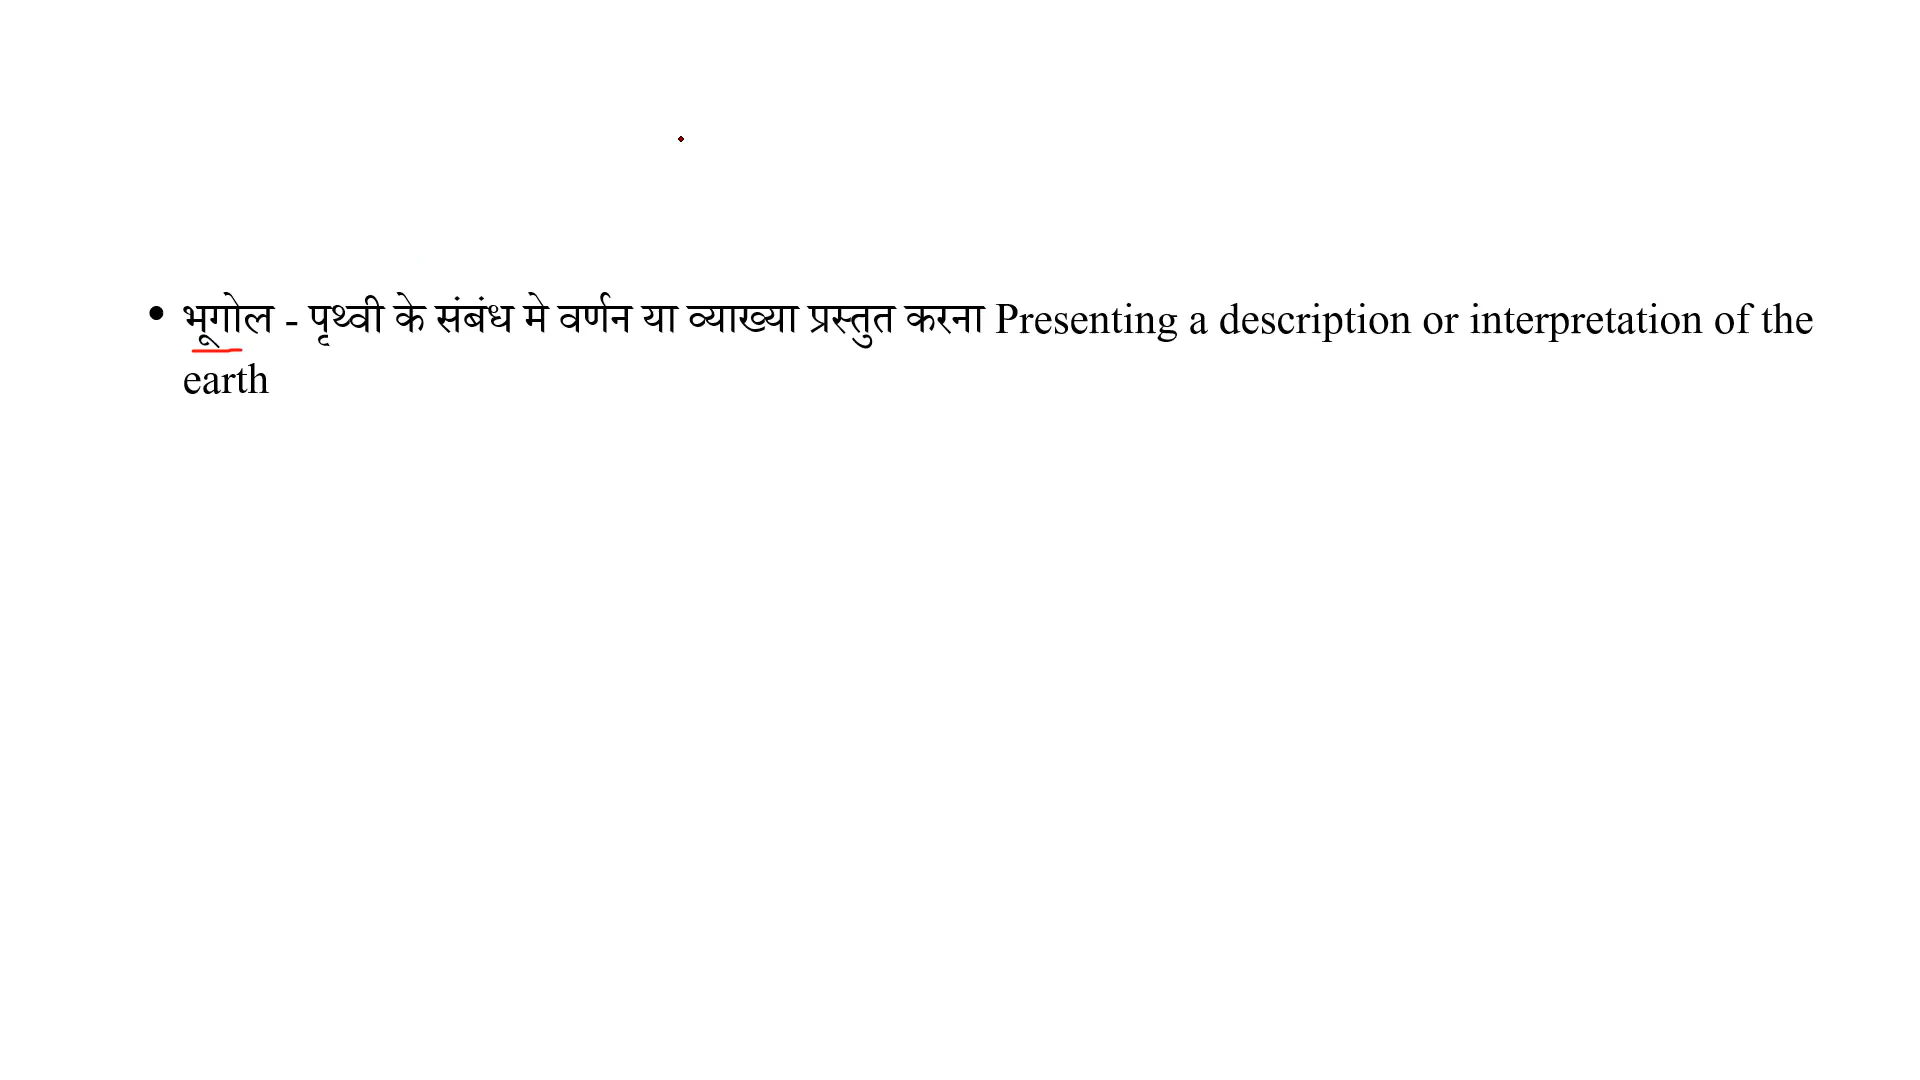 • भूगोल - पृथ्वी के संबंध मे वर्णन या व्याख्या प्रस्तुत करना Presenting a description or interpretation of the
earth